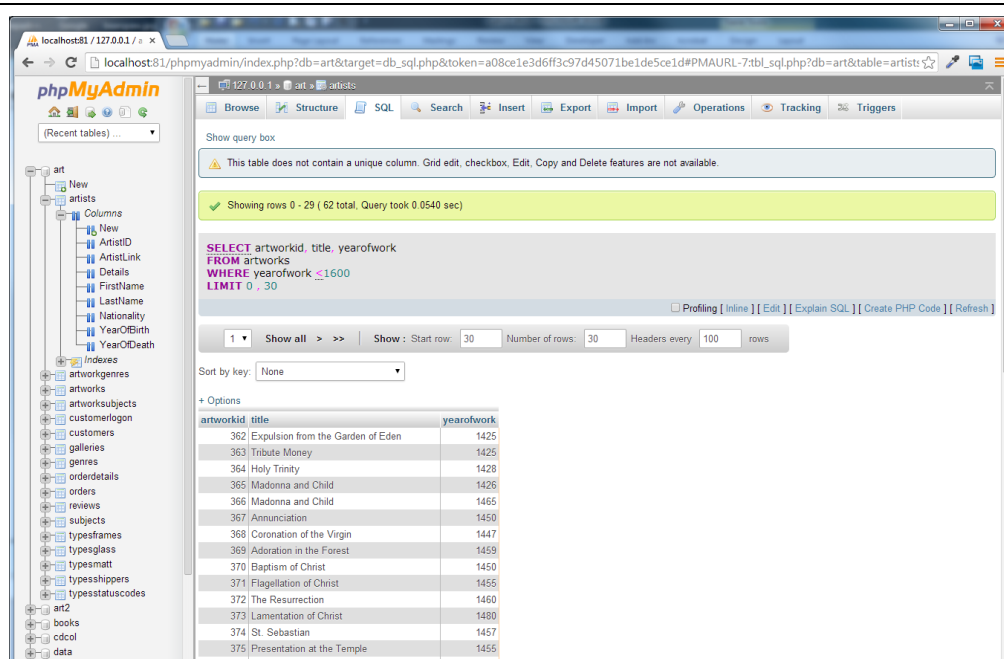 localhost:81 / 127.0.0.1 / a
localhost:81/phpmyadmin/index.php?db=art&target=db_sql.php&token=a08ce1e3d6ff3c97d45071be1de5ce1d#PMAURL-7:tbl_sql.php?db=art&table=artists
phpMyAdmin
(Recent tables) ...
art
New
artists
Columns
New
ArtistID
ArtistLink
Details
FirstName
LastName
Nationality
YearOfBirth
YearOfDeath
Indexes
artworkgenres
artworks
artworksubjects
customerlogon
customers
galleries
genres
orderdetails
orders
reviews
subjects
typesframes
typesglass
typesmatt
typesshippers
typesstatuscodes
art2
books
cdcol
data
127.0.0.1 » art » artists
Browse Structure SQL Search Insert Export Import Operations Tracking Triggers
Show query box
This table does not contain a unique column. Grid edit, checkbox, Edit, Copy and Delete features are not available.
Showing rows 0 - 29 ( 62 total, Query took 0.0540 sec)
SELECT artworkid, title, yearofwork
FROM artworks
WHERE yearofwork <1600
LIMIT 0 , 30
Profiling [ Inline ] [ Edit ] [ Explain SQL ] [ Create PHP Code ] [ Refresh ]
1 Show all > >> Show : Start row: 30 Number of rows: 30 Headers every 100 rows
Sort by key: None
+ Options
artworkid title yearofwork
362 Expulsion from the Garden of Eden 1425
363 Tribute Money 1425
364 Holy Trinity 1428
365 Madonna and Child 1426
366 Madonna and Child 1465
367 Annunciation 1450
368 Coronation of the Virgin 1447
369 Adoration in the Forest 1459
370 Baptism of Christ 1450
371 Flagellation of Christ 1455
372 The Resurrection 1460
373 Lamentation of Christ 1480
374 St. Sebastian 1457
375 Presentation at the Temple 1455